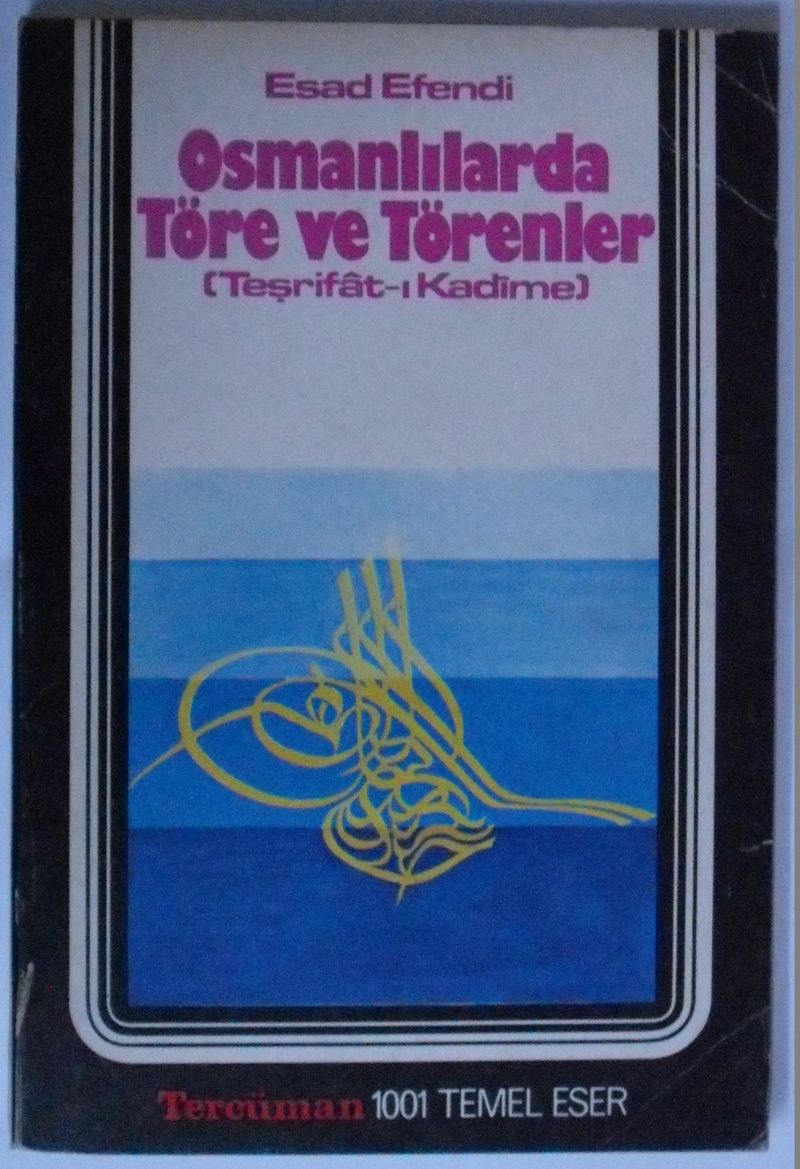 Esad Efendi
Osmanlılarda
Töre ve Törenler
(Teşrifât-ı Kadîme)
Tercüman 1001 TEMEL ESER